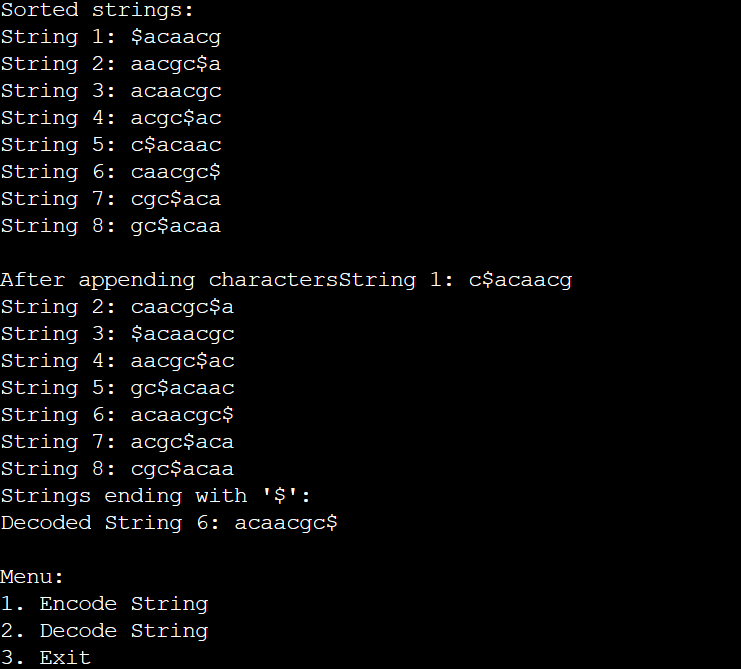 Sorted strings:
String 1: $acaacg
String 2: aacgc$a
String 3: acaacgc
String 4: acgc$ac
String 5: c$acaac
String 6: caacgc$
String 7: cgc$aca
String 8: gc$acaa
After appending charactersString 1: c$acaacg
String 2: caacgc$a
String 3: $acaacgc
String 4: aacgc$ac
String 5: gc$acaac
String 6: acaacgc$
String 7: acgc$aca
String 8: cgc$acaa
Strings ending with '$':
Decoded String 6: acaacgc$
Menu:
1. Encode String
2. Decode String
3. Exit